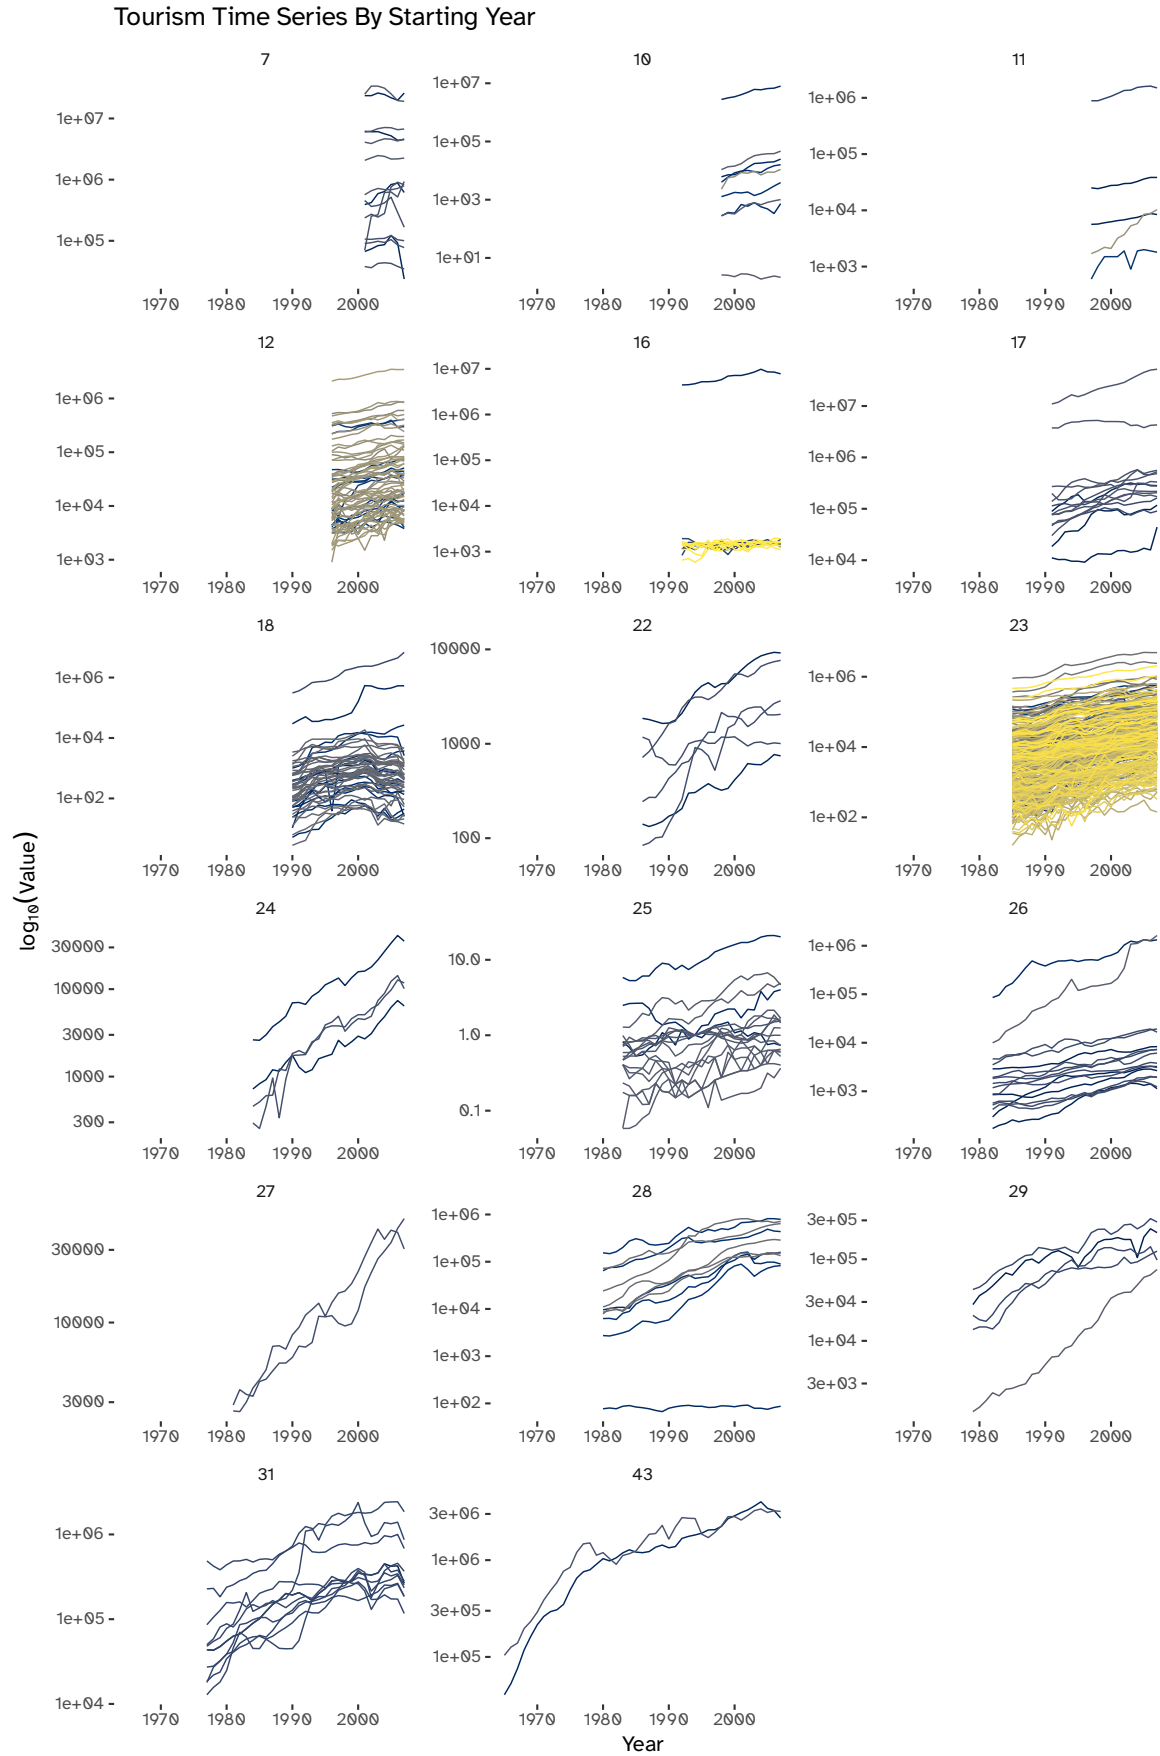 Tourism Time Series By Starting Year
7
10
11
1e+07
1e+06
1e+05
1e+07
1e+05
1e+03
1e+01
1e+06
1e+05
1e+04
1e+03
1970 1980 1990 2000
1970 1980 1990 2000
1970 1980 1990 2000
12
16
17
1e+06
1e+05
1e+04
1e+03
1e+07
1e+06
1e+05
1e+04
1e+03
1e+07
1e+06
1e+05
1e+04
1970 1980 1990 2000
1970 1980 1990 2000
1970 1980 1990 2000
18
22
23
1e+06
1e+04
1e+02
10000
1000
100
1e+06
1e+04
1e+02
1970 1980 1990 2000
1970 1980 1990 2000
1970 1980 1990 2000
log10(Value)
24
25
26
30000
10000
3000
1000
300
10.0
1.0
0.1
1e+06
1e+05
1e+04
1e+03
1970 1980 1990 2000
1970 1980 1990 2000
1970 1980 1990 2000
27
28
29
30000
10000
3000
1e+06
1e+05
1e+04
1e+03
1e+02
3e+05
1e+05
3e+04
1e+04
3e+03
1970 1980 1990 2000
1970 1980 1990 2000
1970 1980 1990 2000
31
43
1e+06
1e+05
1e+04
3e+06
1e+06
3e+05
1e+05
1970 1980 1990 2000
1970 1980 1990 2000
Year